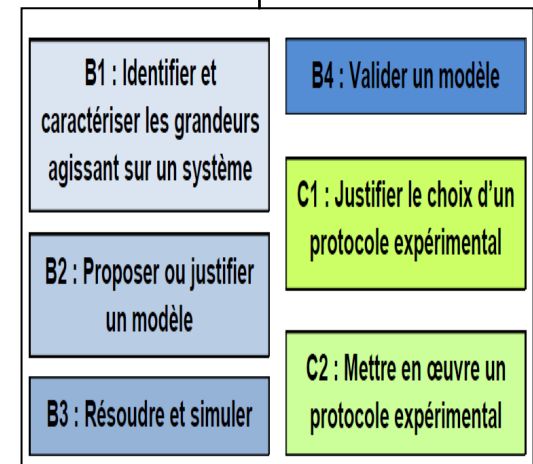 B1 : Identifier et
caractériser les grandeurs
agissant sur un système
B2 : Proposer ou justifier
un modèle
B3 : Résoudre et simuler
B4 : Valider un modèle
C1 : Justifier le choix d’un
protocole expérimental
C2 : Mettre en œuvre un
protocole expérimental